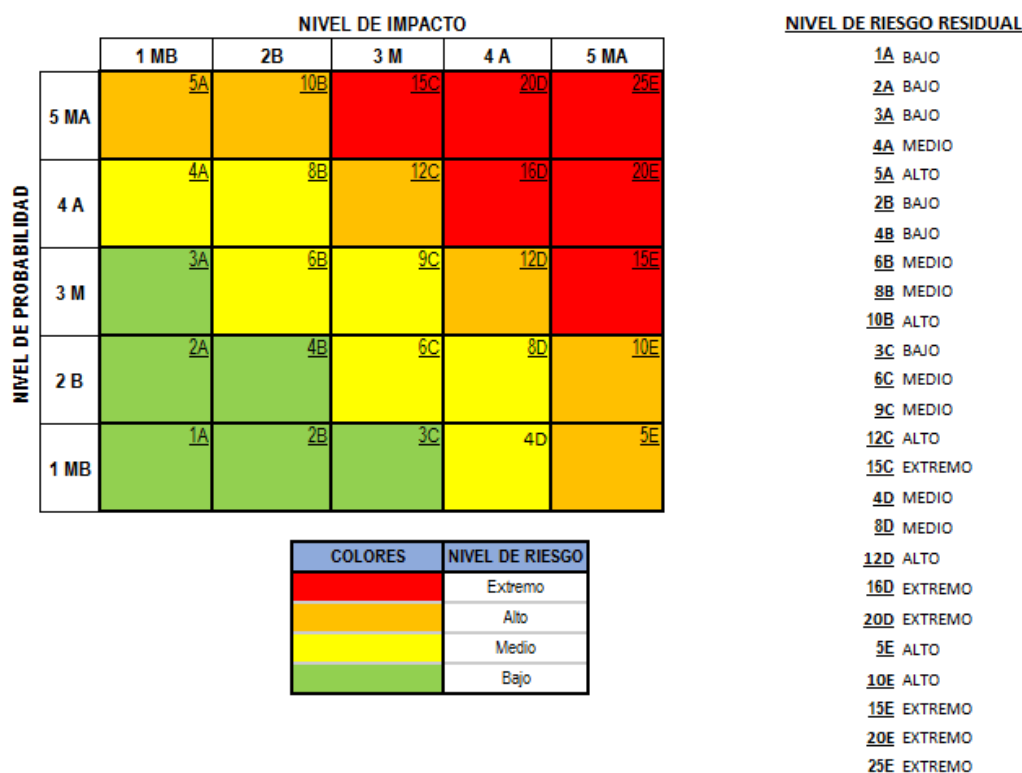 NIVEL DE IMPACTO
1 MB 2B 3 M 4 A 5 MA
NIVEL DE PROBABILIDAD
5 MA 5A 10B 15C 20D 25E
4 A 4A 8B 12C 16D 20E
3 M 3A 6B 9C 12D 15E
2 B 2A 4B 6C 8D 10E
1 MB 1A 2B 3C 4D 5E
COLORES NIVEL DE RIESGO
Extremo
Alto
Medio
Bajo
NIVEL DE RIESGO RESIDUAL
1A BAJO
2A BAJO
3A BAJO
4A MEDIO
5A ALTO
2B BAJO
4B BAJO
6B MEDIO
8B MEDIO
10B ALTO
3C BAJO
6C MEDIO
9C MEDIO
12C ALTO
15C EXTREMO
4D MEDIO
8D MEDIO
12D ALTO
16D EXTREMO
20D EXTREMO
5E ALTO
10E ALTO
15E EXTREMO
20E EXTREMO
25E EXTREMO